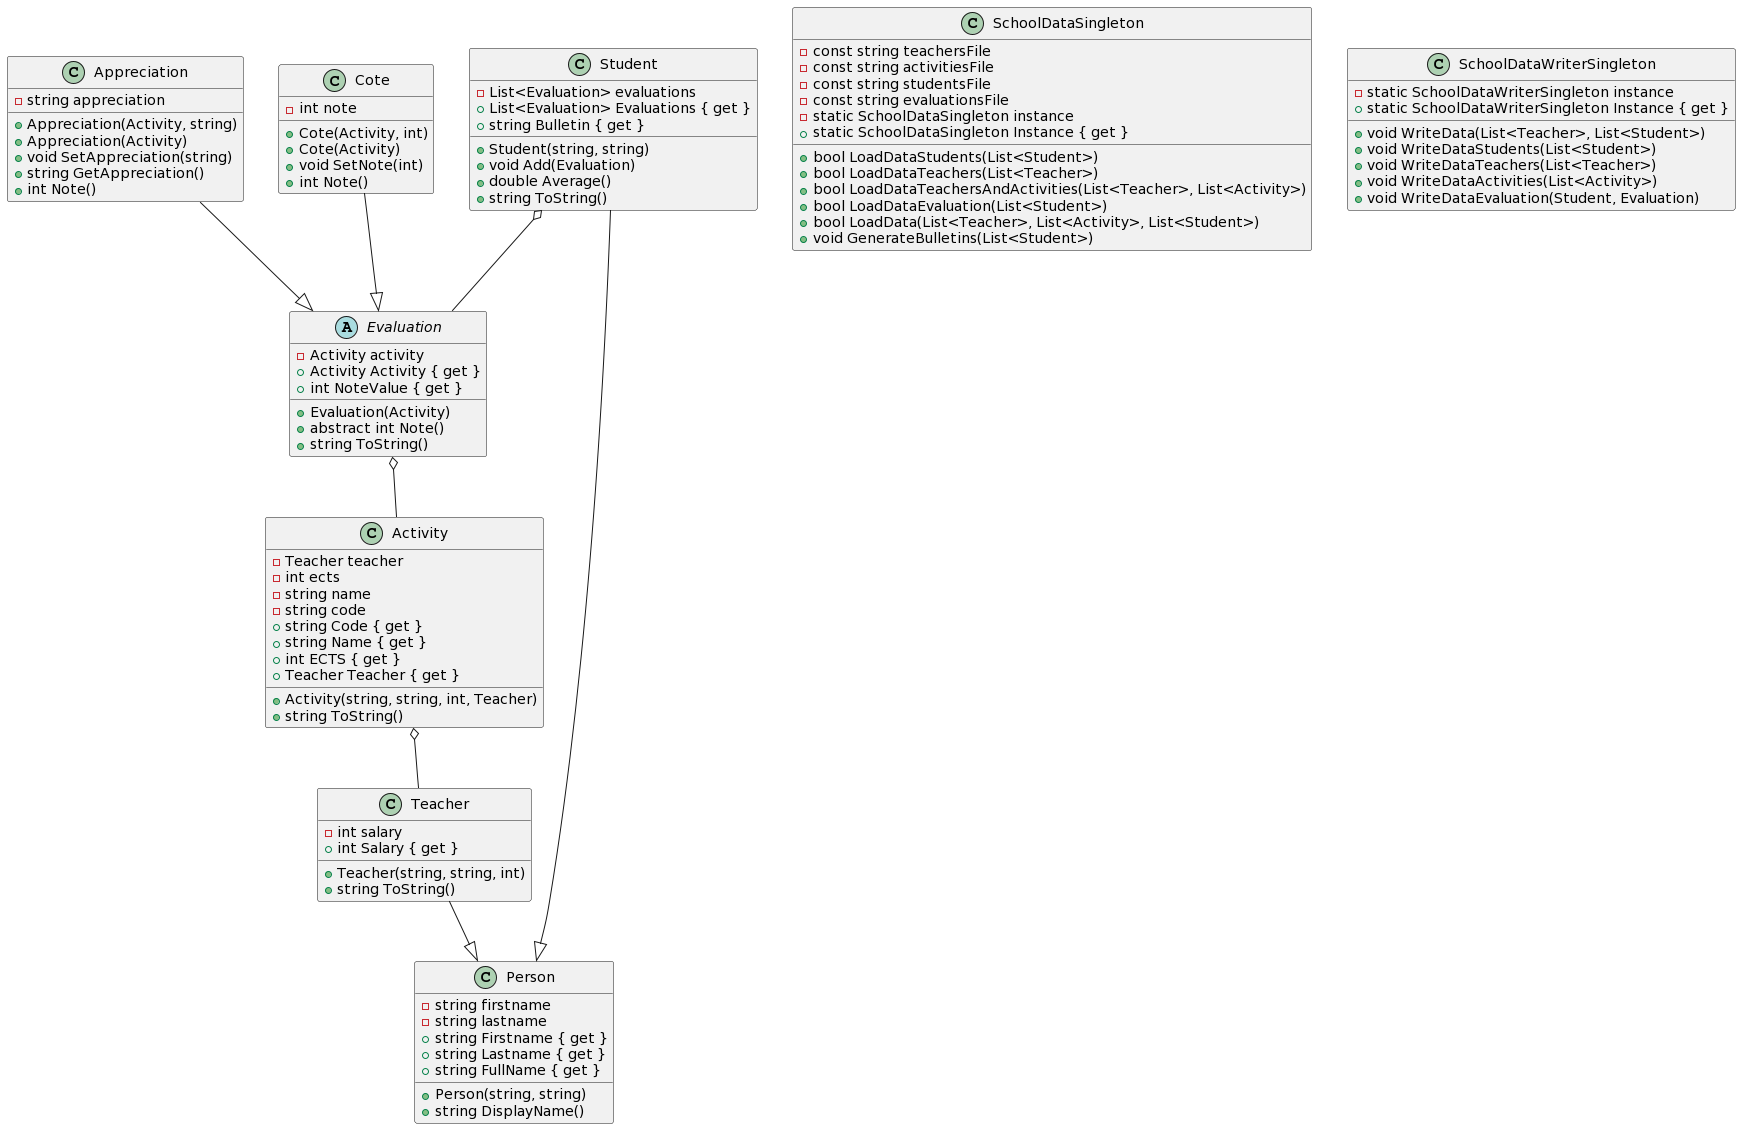 C Appreciation
string appreciation
Appreciation(Activity, string)
Appreciation(Activity)
void SetAppreciation(string)
string GetAppreciation()
int Note()
C Cote
int note
Cote(Activity, int)
Cote(Activity)
void SetNote(int)
int Note()
C Student
List<Evaluation> evaluations
List<Evaluation> Evaluations { get }
string Bulletin { get }
Student(string, string)
void Add(Evaluation)
double Average()
string ToString()
C SchoolDataSingleton
const string teachersFile
const string activitiesFile
const string studentsFile
const string evaluationsFile
static SchoolDataSingleton instance
static SchoolDataSingleton Instance { get }
bool LoadDataStudents(List<Student>)
bool LoadDataTeachers(List<Teacher>)
bool LoadDataTeachersAndActivities(List<Teacher>, List<Activity>)
bool LoadDataEvaluation(List<Student>)
bool LoadData(List<Teacher>, List<Activity>, List<Student>)
void GenerateBulletins(List<Student>)
C SchoolDataWriterSingleton
static SchoolDataWriterSingleton instance
static SchoolDataWriterSingleton Instance { get }
void WriteData(List<Teacher>, List<Student>)
void WriteDataStudents(List<Student>)
void WriteDataTeachers(List<Teacher>)
void WriteDataActivities(List<Activity>)
void WriteDataEvaluation(Student, Evaluation)
A Evaluation
Activity activity
Activity Activity { get }
int NoteValue { get }
Evaluation(Activity)
abstract int Note()
string ToString()
C Activity
Teacher teacher
int ects
string name
string code
string Code { get }
string Name { get }
int ECTS { get }
Teacher Teacher { get }
Activity(string, string, int, Teacher)
string ToString()
C Teacher
int salary
int Salary { get }
Teacher(string, string, int)
string ToString()
C Person
string firstname
string lastname
string Firstname { get }
string Lastname { get }
string FullName { get }
Person(string, string)
string DisplayName()